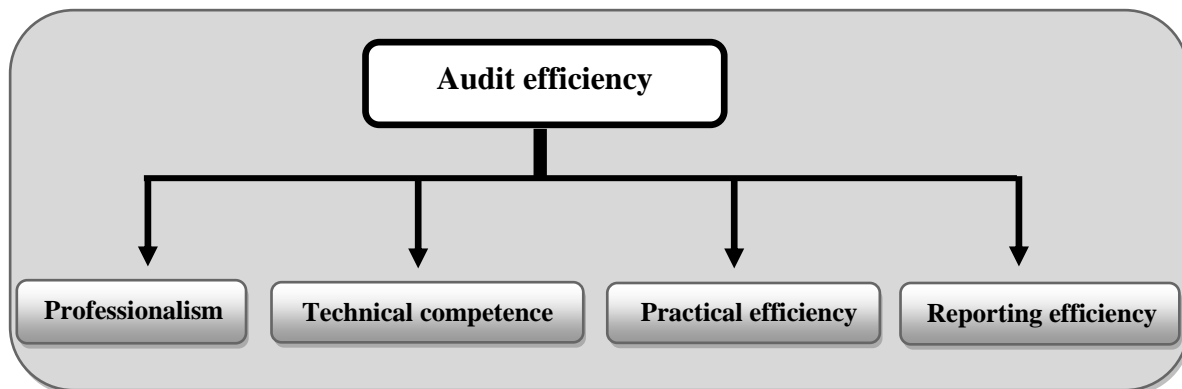 Audit efficiency
Professionalism
Technical competence
Practical efficiency
Reporting efficiency